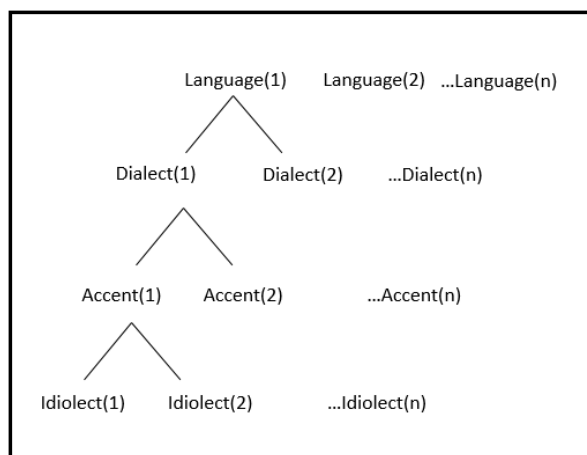 Language(1) Language(2) ...Language(n)
Dialect(1) Dialect(2) ...Dialect(n)
Accent(1) Accent(2) ...Accent(n)
Idiolect(1) Idiolect(2) ...Idiolect(n)